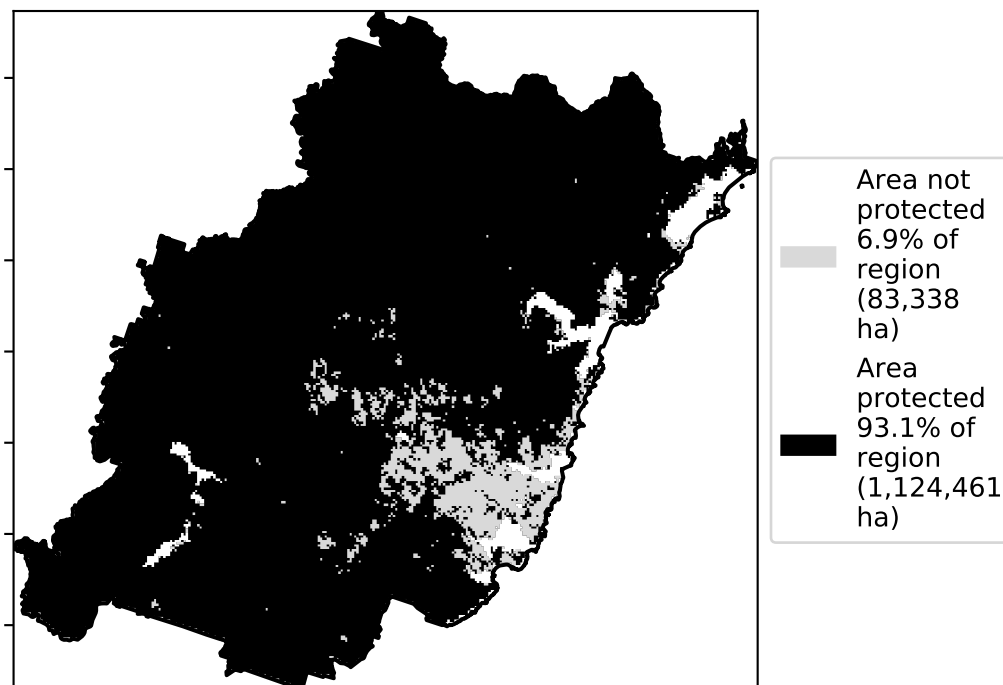 Area not
protected
6.9% of
region
(83,338
ha)
Area
protected
93.1% of
region
(1,124,461
ha)